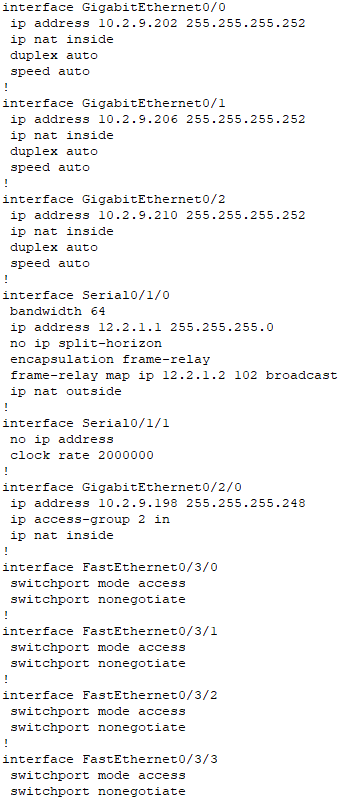 interface GigabitEthernet0/0
 ip address 10.2.9.202 255.255.255.252
 ip nat inside
 duplex auto
 speed auto
!
interface GigabitEthernet0/1
 ip address 10.2.9.206 255.255.255.252
 ip nat inside
 duplex auto
 speed auto
!
interface GigabitEthernet0/2
 ip address 10.2.9.210 255.255.255.252
 ip nat inside
 duplex auto
 speed auto
!
interface Serial0/1/0
 bandwidth 64
 ip address 12.2.1.1 255.255.255.0
 no ip split-horizon
 encapsulation frame-relay
 frame-relay map ip 12.2.1.2 102 broadcast
 ip nat outside
!
interface Serial0/1/1
 no ip address
 clock rate 2000000
!
interface GigabitEthernet0/2/0
 ip address 10.2.9.198 255.255.255.248
 ip access-group 2 in
 ip nat inside
!
interface FastEthernet0/3/0
 switchport mode access
 switchport nonegotiate
!
interface FastEthernet0/3/1
 switchport mode access
 switchport nonegotiate
!
interface FastEthernet0/3/2
 switchport mode access
 switchport nonegotiate
!
interface FastEthernet0/3/3
 switchport mode access
 switchport nonegotiate